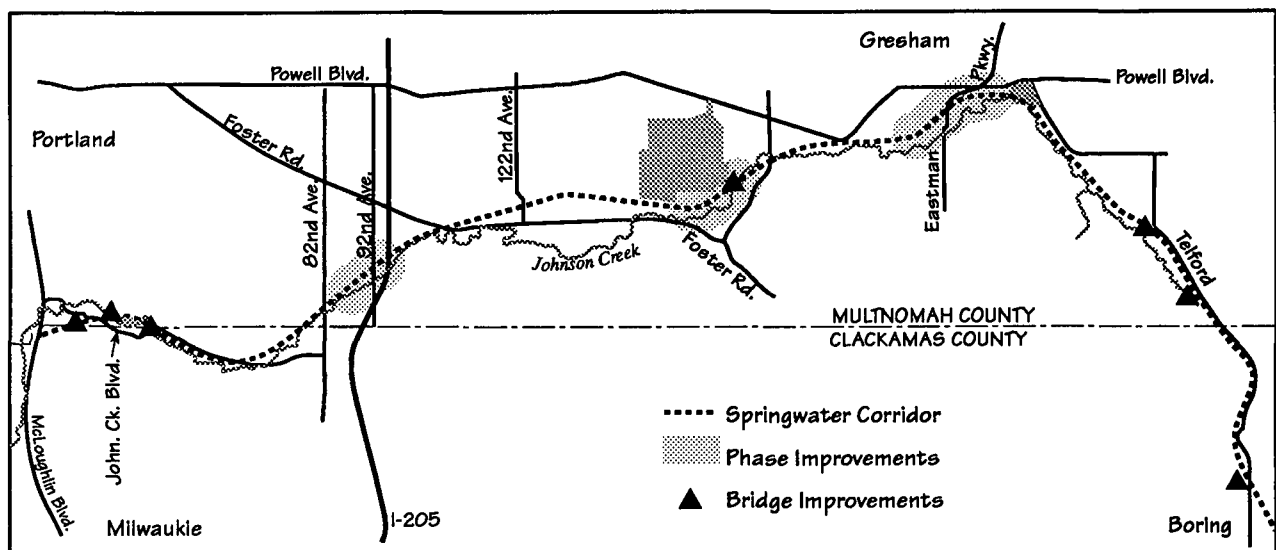 Gresham
Powell Blvd.
Pkwy.
Powell Blvd.
Portland
Foster Rd.
82nd Ave.
92nd Ave.
122nd Ave.
Eastman
Johnson Creek
Foster Rd.
Telford
MULTNOMAH COUNTY
CLACKAMAS COUNTY
John. Ck. Blvd.
McLoughlin Blvd.
Springwater Corridor
Phase Improvements
Bridge Improvements
Milwaukie
I-205
Boring